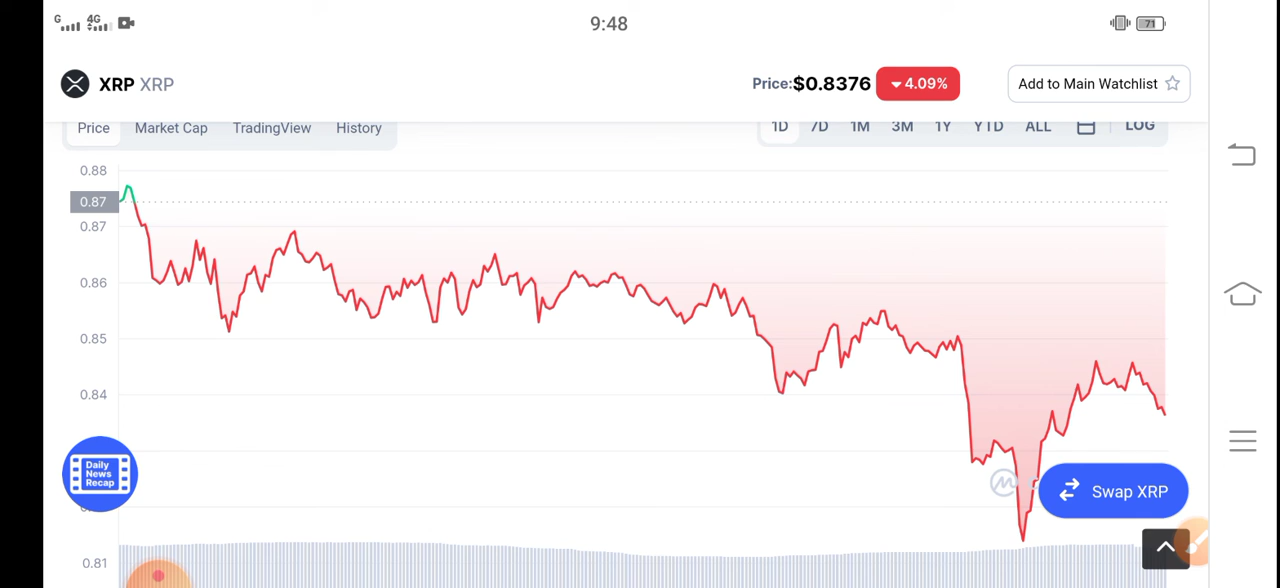 G 4G 9:48 71
XRP XRP Price:$0.8376 4.09% Add to Main Watchlist
Price Market Cap TradingView History 1D 7D 1M 3M 1Y YTD ALL LOG
0.88
0.87
0.87
0.86
0.85
0.84
Daily
News
Recap
Swap XRP
0.81